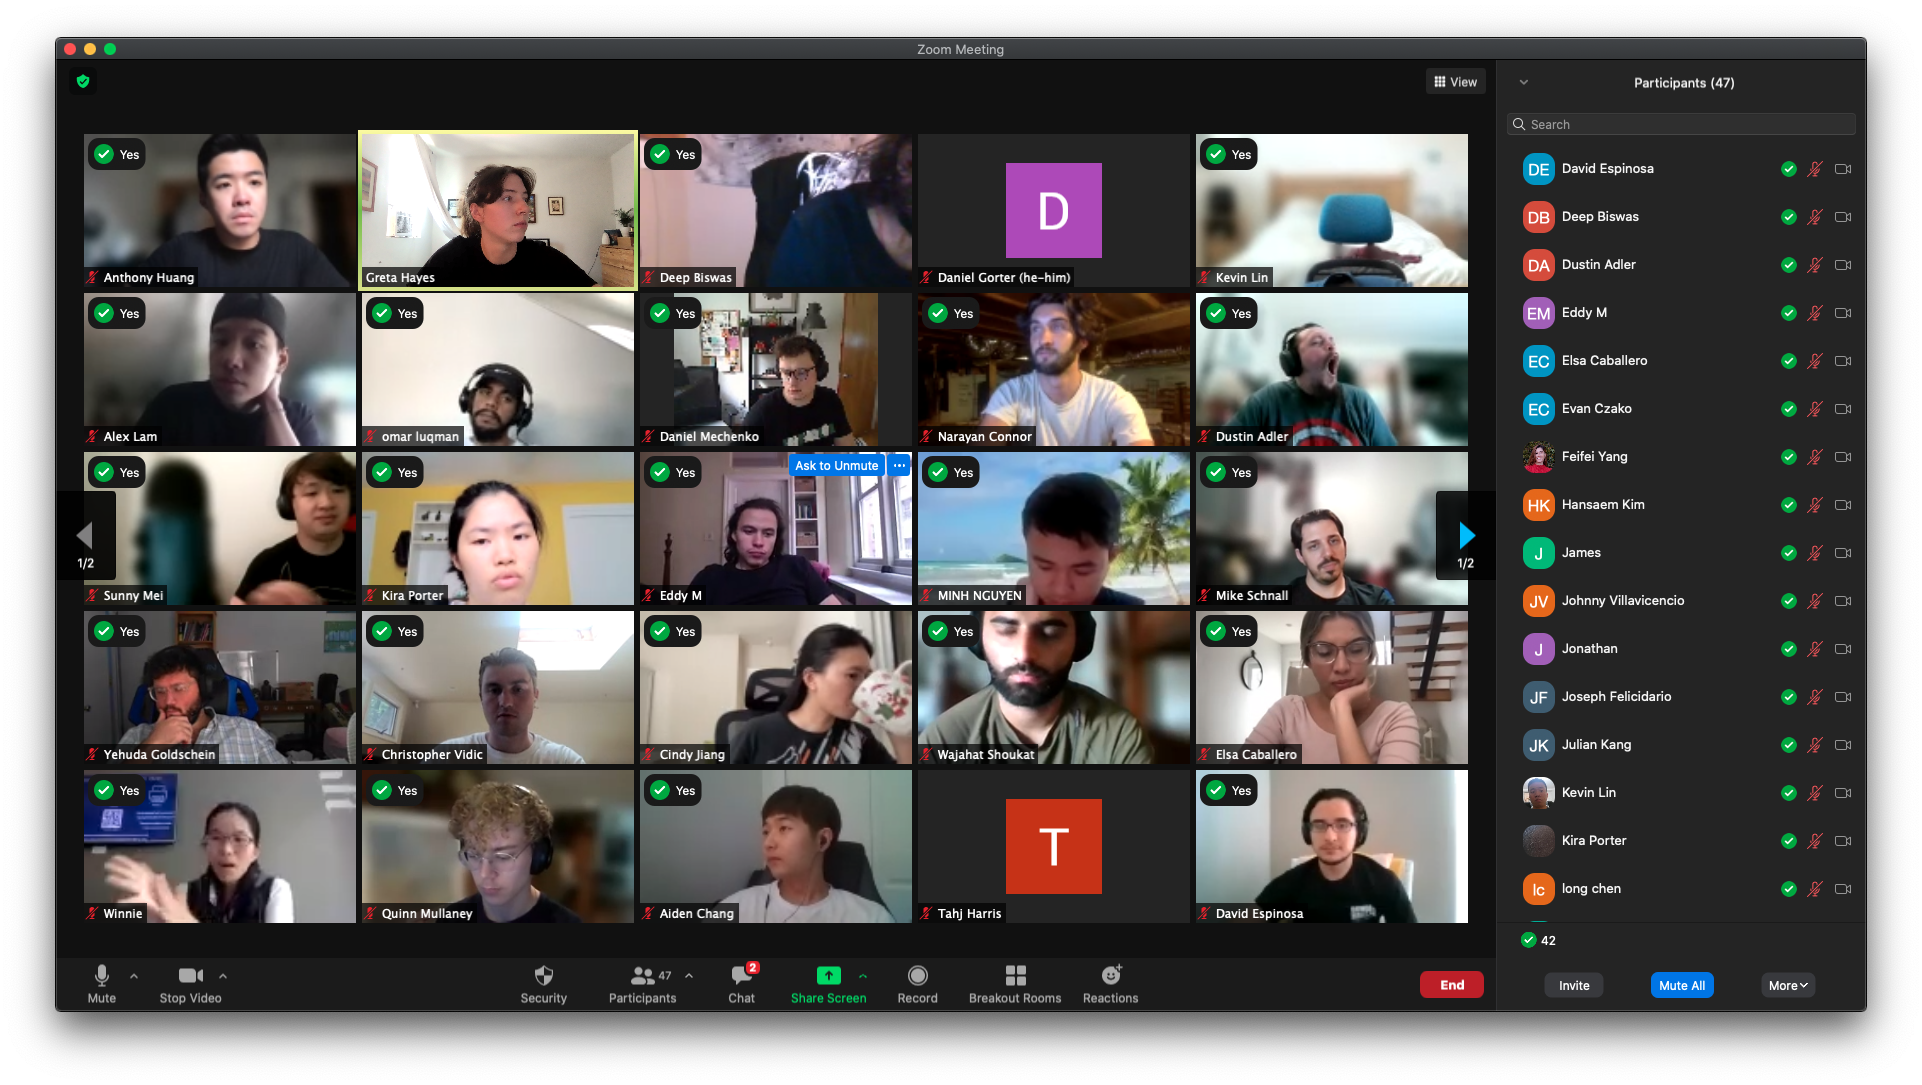 Zoom Meeting
View
Yes
Anthony Huang
Greta Hayes
Yes
Deep Biswas
D
Daniel Gorter (he-him)
Yes
Kevin Lin
Yes
Alex Lam
Yes
omar luqman
Yes
Daniel Mechenko
Yes
Narayan Connor
Yes
Dustin Adler
Yes
Sunny Mei
Yes
Kira Porter
Yes
Ask to Unmute ...
Eddy M
Yes
MINH NGUYEN
Yes
Mike Schnall
1/2
1/2
Yes
Yehuda Goldschein
Yes
Christopher Vidic
Yes
Cindy Jiang
Yes
Wajahat Shoukat
Yes
Elsa Caballero
Yes
Winnie
Yes
Quinn Mullaney
Yes
Aiden Chang
T
Tahj Harris
Yes
David Espinosa
Mute
Stop Video
Security
47
Participants
2
Chat
Share Screen
Record
Breakout Rooms
Reactions
End
Participants (47)
Search
DE David Espinosa
DB Deep Biswas
DA Dustin Adler
EM Eddy M
EC Elsa Caballero
EC Evan Czako
Feifei Yang
HK Hansaem Kim
J James
JV Johnny Villavicencio
J Jonathan
JF Joseph Felicidario
JK Julian Kang
Kevin Lin
Kira Porter
lc long chen
42
Invite
Mute All
More